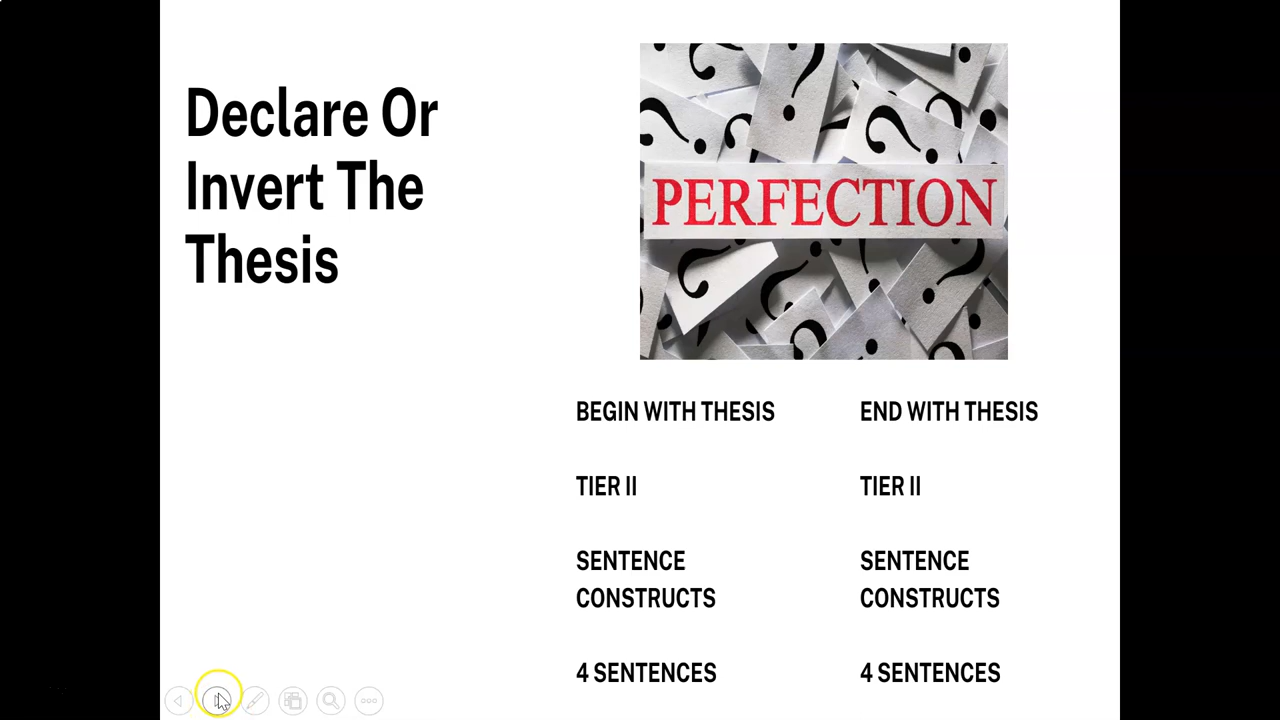 Declare Or
Invert The
Thesis
PERFECTION
BEGIN WITH THESIS
TIER II
SENTENCE
CONSTRUCTS
4 SENTENCES
END WITH THESIS
TIER II
SENTENCE
CONSTRUCTS
4 SENTENCES